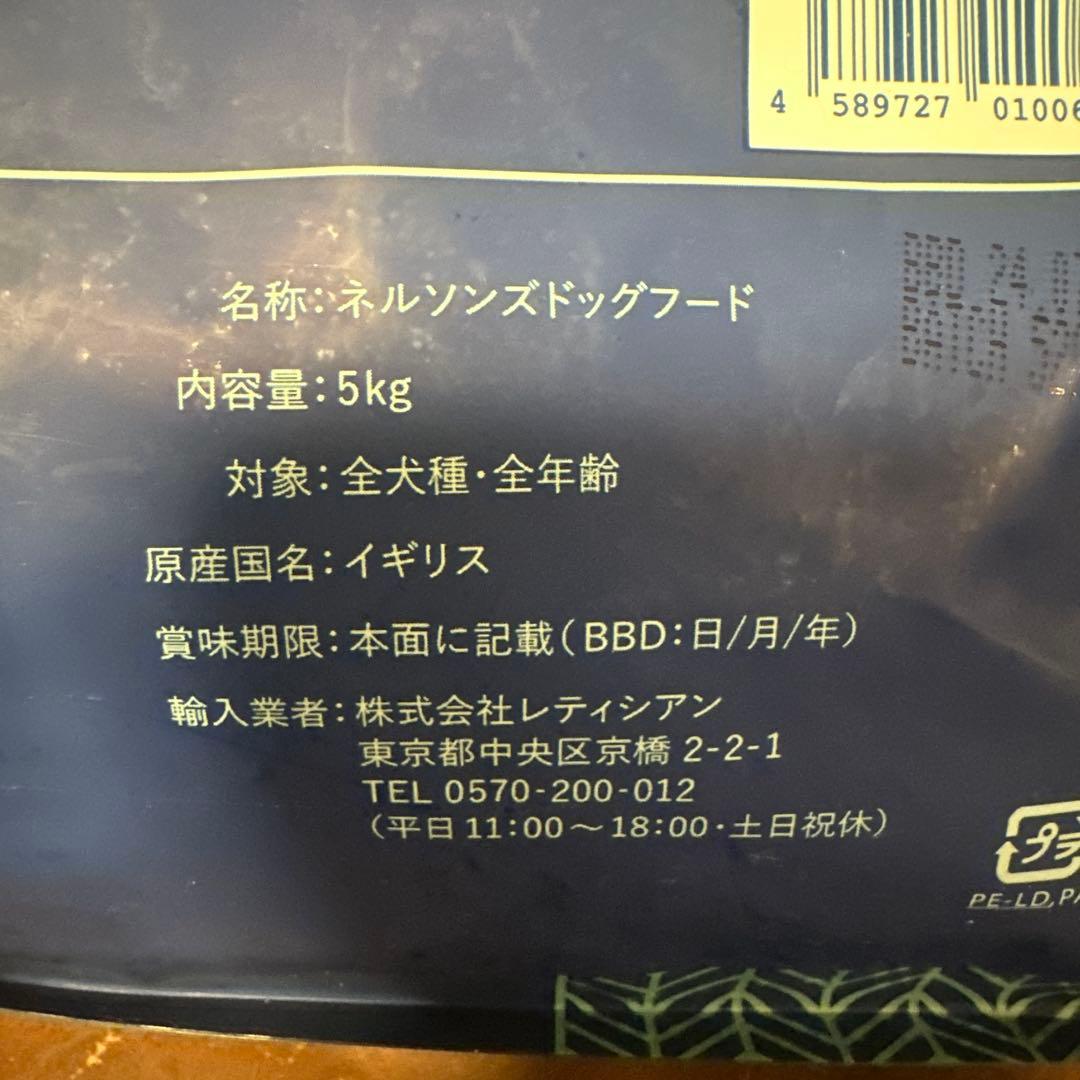 4 589727 01006
名称：ネルソンズドッグフード
内容量：5kg
対象：全犬種・全年齢
原産国名：イギリス
賞味期限：本面に記載（BBD：日/月/年）
輸入業者：株式会社レティシアン
東京都中央区京橋 2-2-1
TEL 0570-200-012
（平日11：00～18：00・土日祝休）
プラ
PE-LD,PA